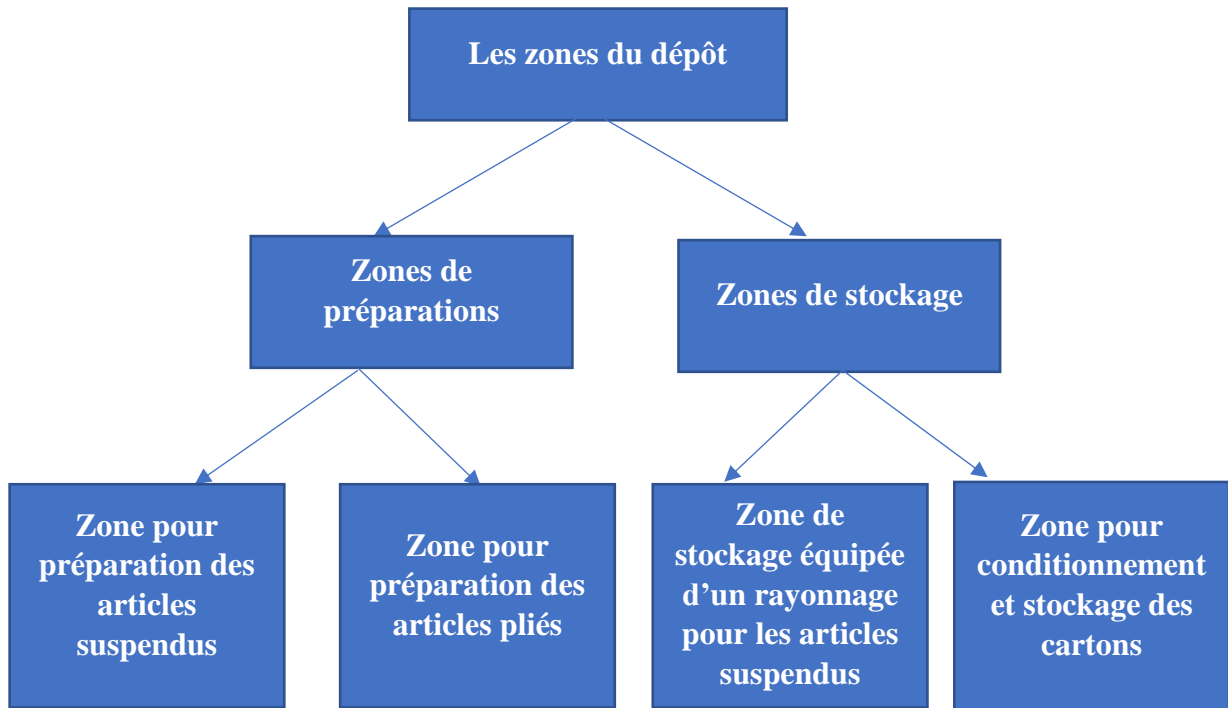 Les zones du dépôt
Zones de
préparations
Zones de stockage
Zone pour
préparation des
articles
suspendus
Zone pour
préparation des
articles pliés
Zone de
stockage équipée
d’un rayonnage
pour les articles
suspendus
Zone pour
conditionnement
et stockage des
cartons